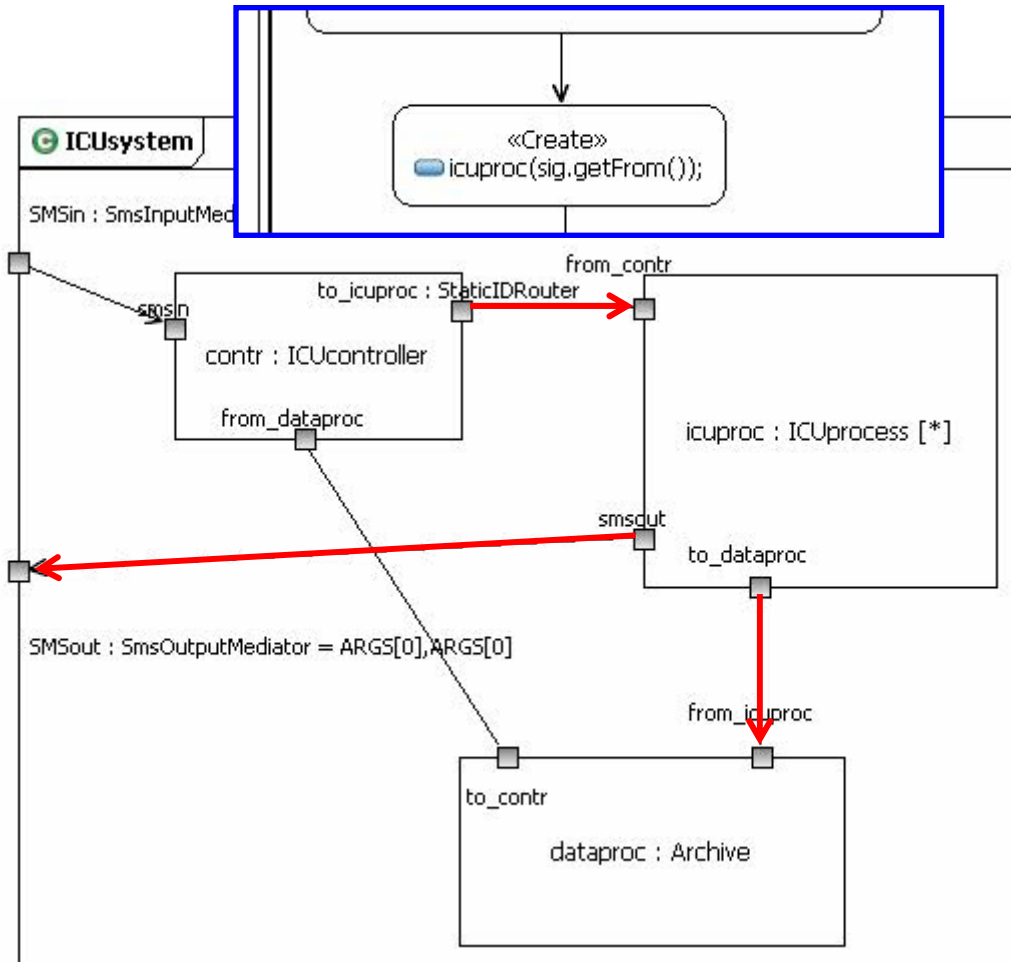 «Create»
icuproc(sig.getFrom());
ICUsystem
SMSin : SmsInputMed
from_contr
to_icuproc : StaticIDRouter
smsin
contr : ICUcontroller
from_dataproc
icuproc : ICUprocess [*]
smsout
to_dataproc
SMSout : SmsOutputMediator = ARGS[0],ARGS[0]
from_icuproc
to_contr
dataproc : Archive